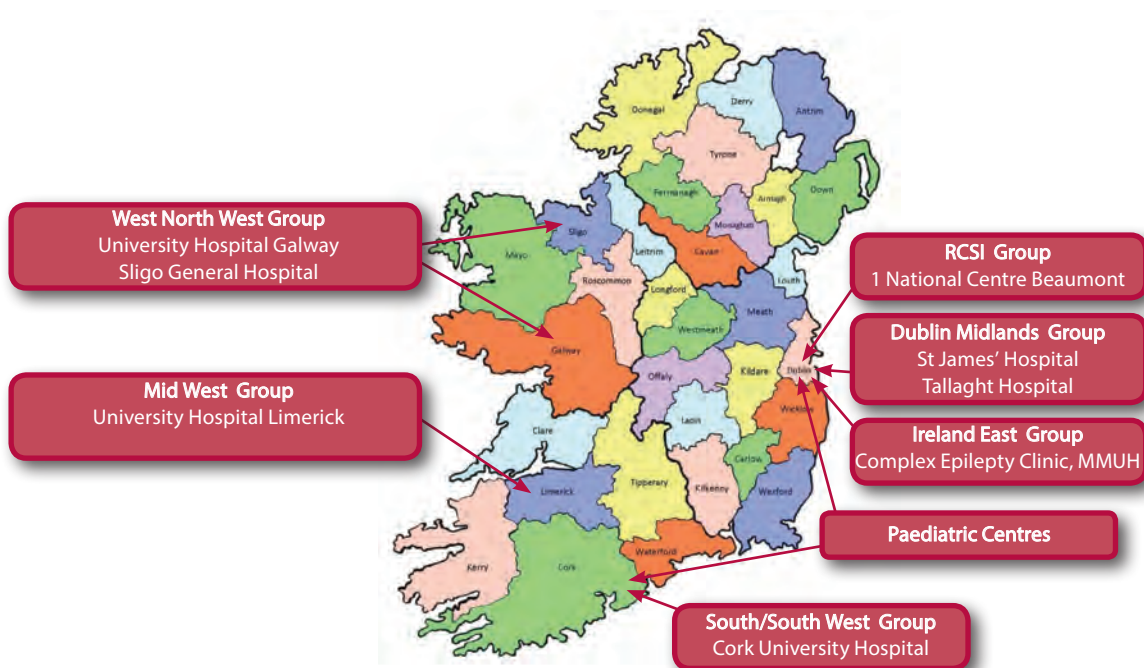 West North West Group
University Hospital Galway
Sligo General Hospital
Mid West Group
University Hospital Limerick
RCSI Group
1 National Centre Beaumont
Dublin Midlands Group
St James' Hospital
Tallaght Hospital
Ireland East Group
Complex Epilepty Clinic, MMUH
Paediatric Centres
South/South West Group
Cork University Hospital
Donegal
Derry
Antrim
Tyrone
Fermanagh
Armagh
Down
Monaghan
Sligo
Leitrim
Cavan
Mayo
Roscommon
Longford
Louth
Meath
Westmeath
Galway
Offaly
Kildare
Dublin
Wicklow
Laois
Clare
Carlow
Tipperary
Kilkenny
Wexford
Limerick
Waterford
Kerry
Cork